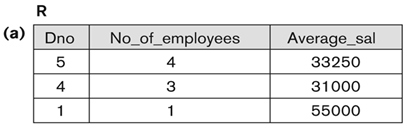 R
(a)
Dno No_of_employees Average_sal
5 4 33250
4 3 31000
1 1 55000